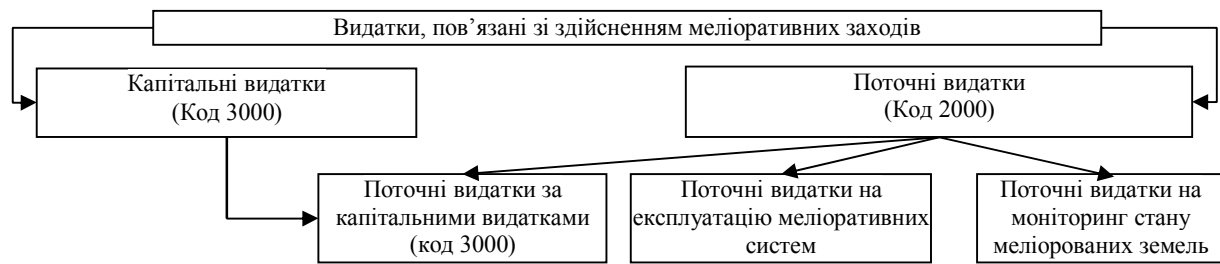 Видатки, пов’язані зі здійсненням меліоративних заходів
Капітальні видатки
(Код 3000)
Поточні видатки
(Код 2000)
Поточні видатки за
капітальними видатками
(код 3000)
Поточні видатки на
експлуатацію меліоративних
систем
Поточні видатки на
моніторинг стану
меліорованих земель